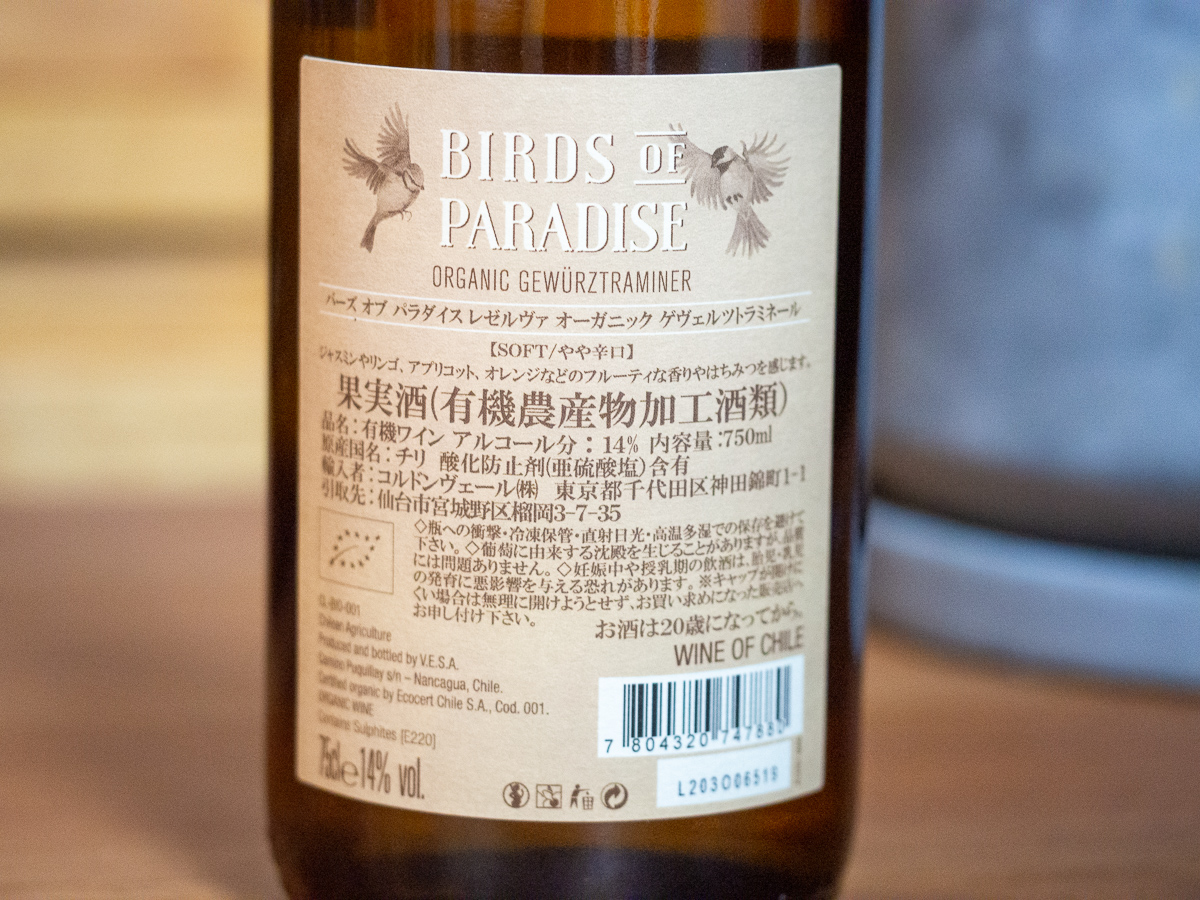 BIRDS OF
PARADISE
ORGANIC GEWÜRZTRAMINER
バーズ オブ パラダイス レゼルヴァ オーガニック ゲヴェルツトラミネール
【SOFT/やや辛口】
ジャスミンやリンゴ、アプリコット、オレンジなどのフルーティな香りやはちみつを感じます。
果実酒(有機農産物加工酒類)
品名:有機ワイン アルコール分:14% 内容量:750ml
原産国名:チリ 酸化防止剤(亜硫酸塩)含有
輸入者:コルドンヴェール㈱ 東京都千代田区神田錦町1-1
引取先:仙台市宮城野区榴岡3-7-35
◇瓶への衝撃・冷凍保管・直射日光・高温多湿での保存を避けて
下さい。◇葡萄に由来する沈殿を生じることがありますが、品質
には問題ありません。◇妊娠中や授乳期の飲酒は、胎児・乳児
の発育に悪影響を与える恐れがあります。※キャップが開けに
くい場合は無理に開けようとせず、お買い求めになった販売店へ
お申し付け下さい。
お酒は20歳になってから。
WINE OF CHILE
CL-BIO-001
Chilean Agriculture
Produced and bottled by V.E.S.A.
Camino Puquillay s/n – Nancagua, Chile.
Certified organic by Ecocert Chile S.A., Cod. 001.
ORGANIC WINE
Contains Sulphites [E220]
75cl e 14% vol.
7 804320 747880
L203006519